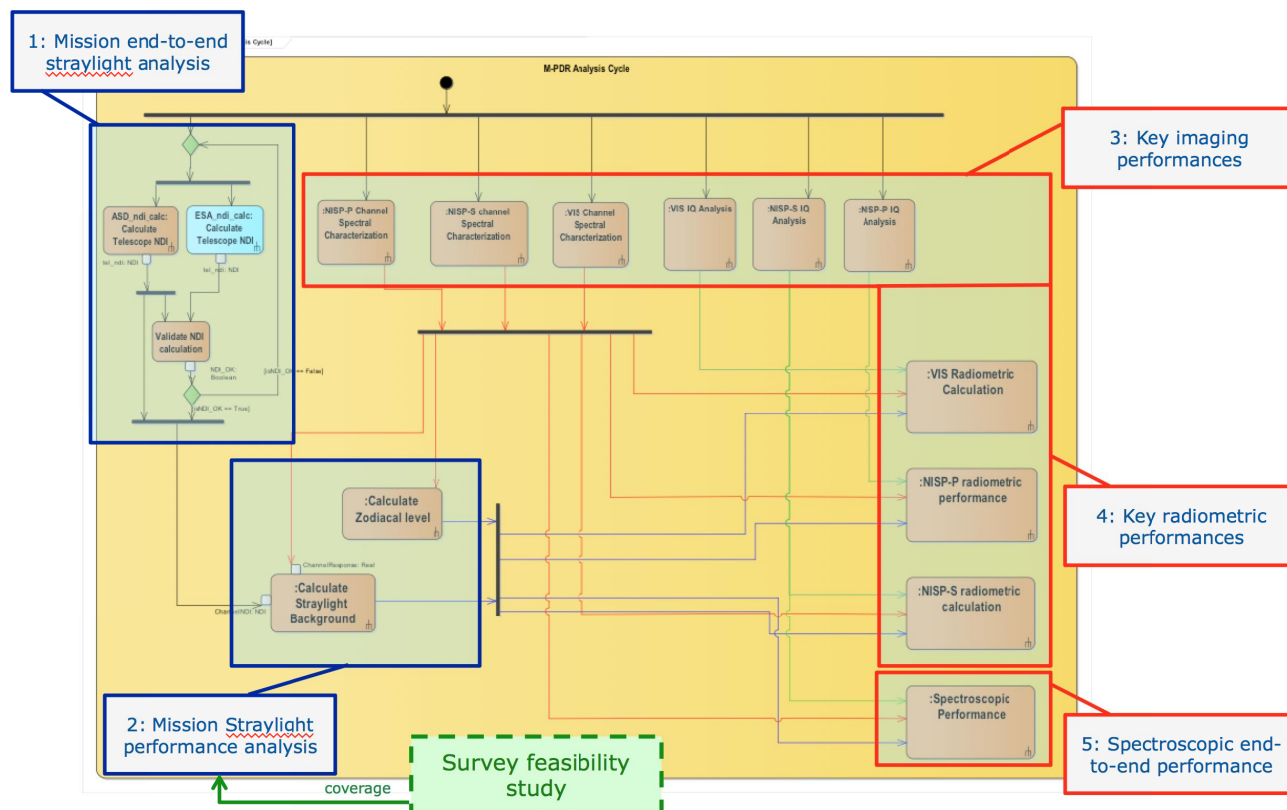 1: Mission end-to-end
straylight analysis
is Cycle]
M-PDR Analysis Cycle
3: Key imaging
performances
ASD_ndi_calc:
Calculate
Telescope NDI
ESA_ndi_calc:
Calculate
Telescope NDI
tel_ndi: NDI
tel_ndi: NDI
:NISP-P Channel
Spectral
Characterization
:NISP-S channel
Spectral
Characterization
:VIS Channel
Spectral
Characterization
:VIS IQ Analysis
:NISP-S IQ
Analysis
:NISP-P IQ
Analysis
Validate NDI
calculation
NDI_OK:
Boolean
[isNDI_OK == False]
[isNDI_OK == True]
:VIS Radiometric
Calculation
:NISP-P radiometric
performance
4: Key radiometric
performances
:Calculate
Zodiacal level
ChannelResponse: Real
:Calculate
Straylight
Background
ChannelNDI: NDI
:NISP-S radiometric
calculation
2: Mission Straylight
performance analysis
:Spectroscopic
Performance
5: Spectroscopic end-
to-end performance
Survey feasibility
study
coverage